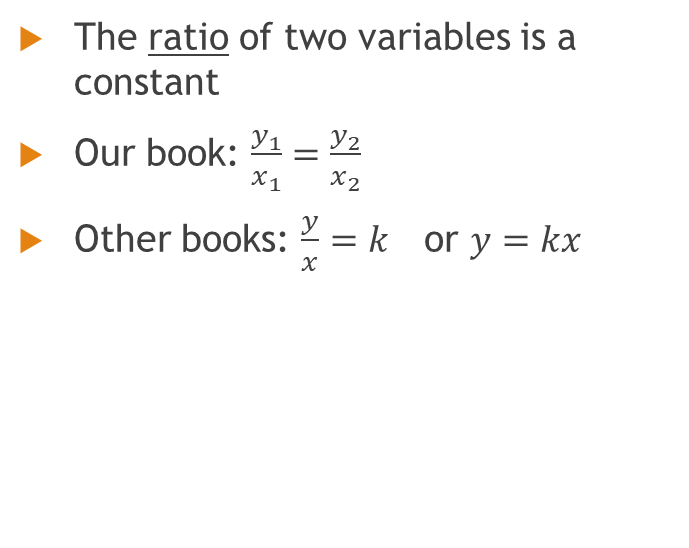 The ratio of two variables is a
constant
Our book: y₁/x₁ = y₂/x₂
Other books: y/x = k or y = kx